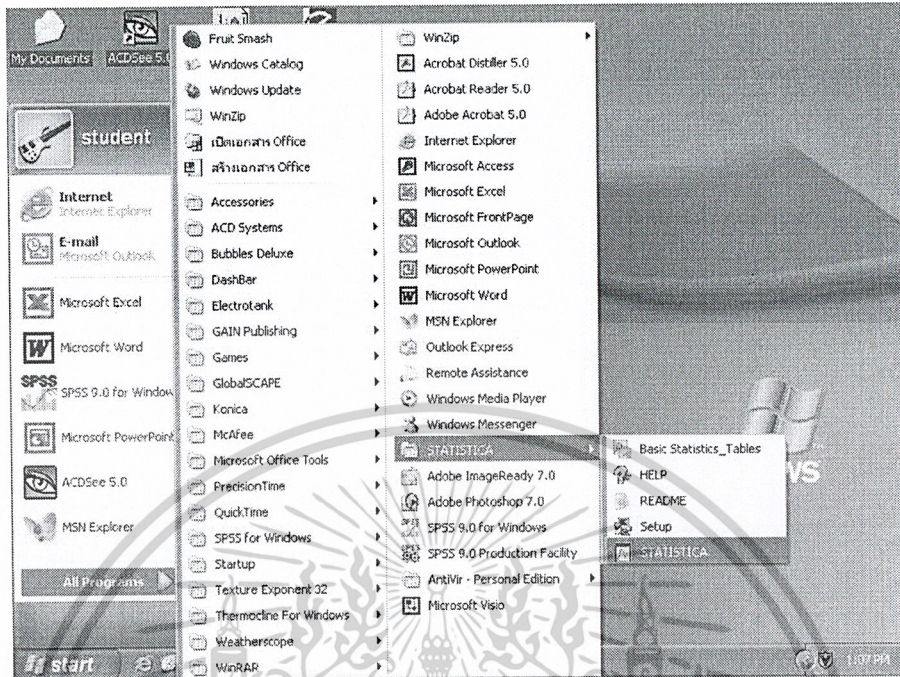 My Documents
ACDSee 5.0
student
Internet
Internet Explorer
E-mail
Microsoft Outlook
Microsoft Excel
Microsoft Word
SPSS 9.0 for Window
Microsoft PowerPoint
ACDSee 5.0
MSN Explorer
All Programs
start
Fruit Smash
Windows Catalog
Windows Update
WinZip
เปิดเอกสาร Office
สร้างเอกสาร Office
Accessories
ACD Systems
Bubbles Deluxe
DashBar
Electrotank
GAIN Publishing
Games
GlobalSCAPE
Konica
McAfee
Microsoft Office Tools
PrecisionTime
QuickTime
SPSS for Windows
Startup
Texture Exponent 32
Thermocline For Windows
Weatherscope
WinRAR
WinZip
Acrobat Distiller 5.0
Acrobat Reader 5.0
Adobe Acrobat 5.0
Internet Explorer
Microsoft Access
Microsoft Excel
Microsoft FrontPage
Microsoft Outlook
Microsoft PowerPoint
Microsoft Word
MSN Explorer
Outlook Express
Remote Assistance
Windows Media Player
Windows Messenger
STATISTICA
Adobe ImageReady 7.0
Adobe Photoshop 7.0
SPSS 9.0 for Windows
SPSS 9.0 Production Facility
AntiVir - Personal Edition
Microsoft Visio
Basic Statistics_Tables
HELP
README
Setup
STATISTICA
1:07 PM